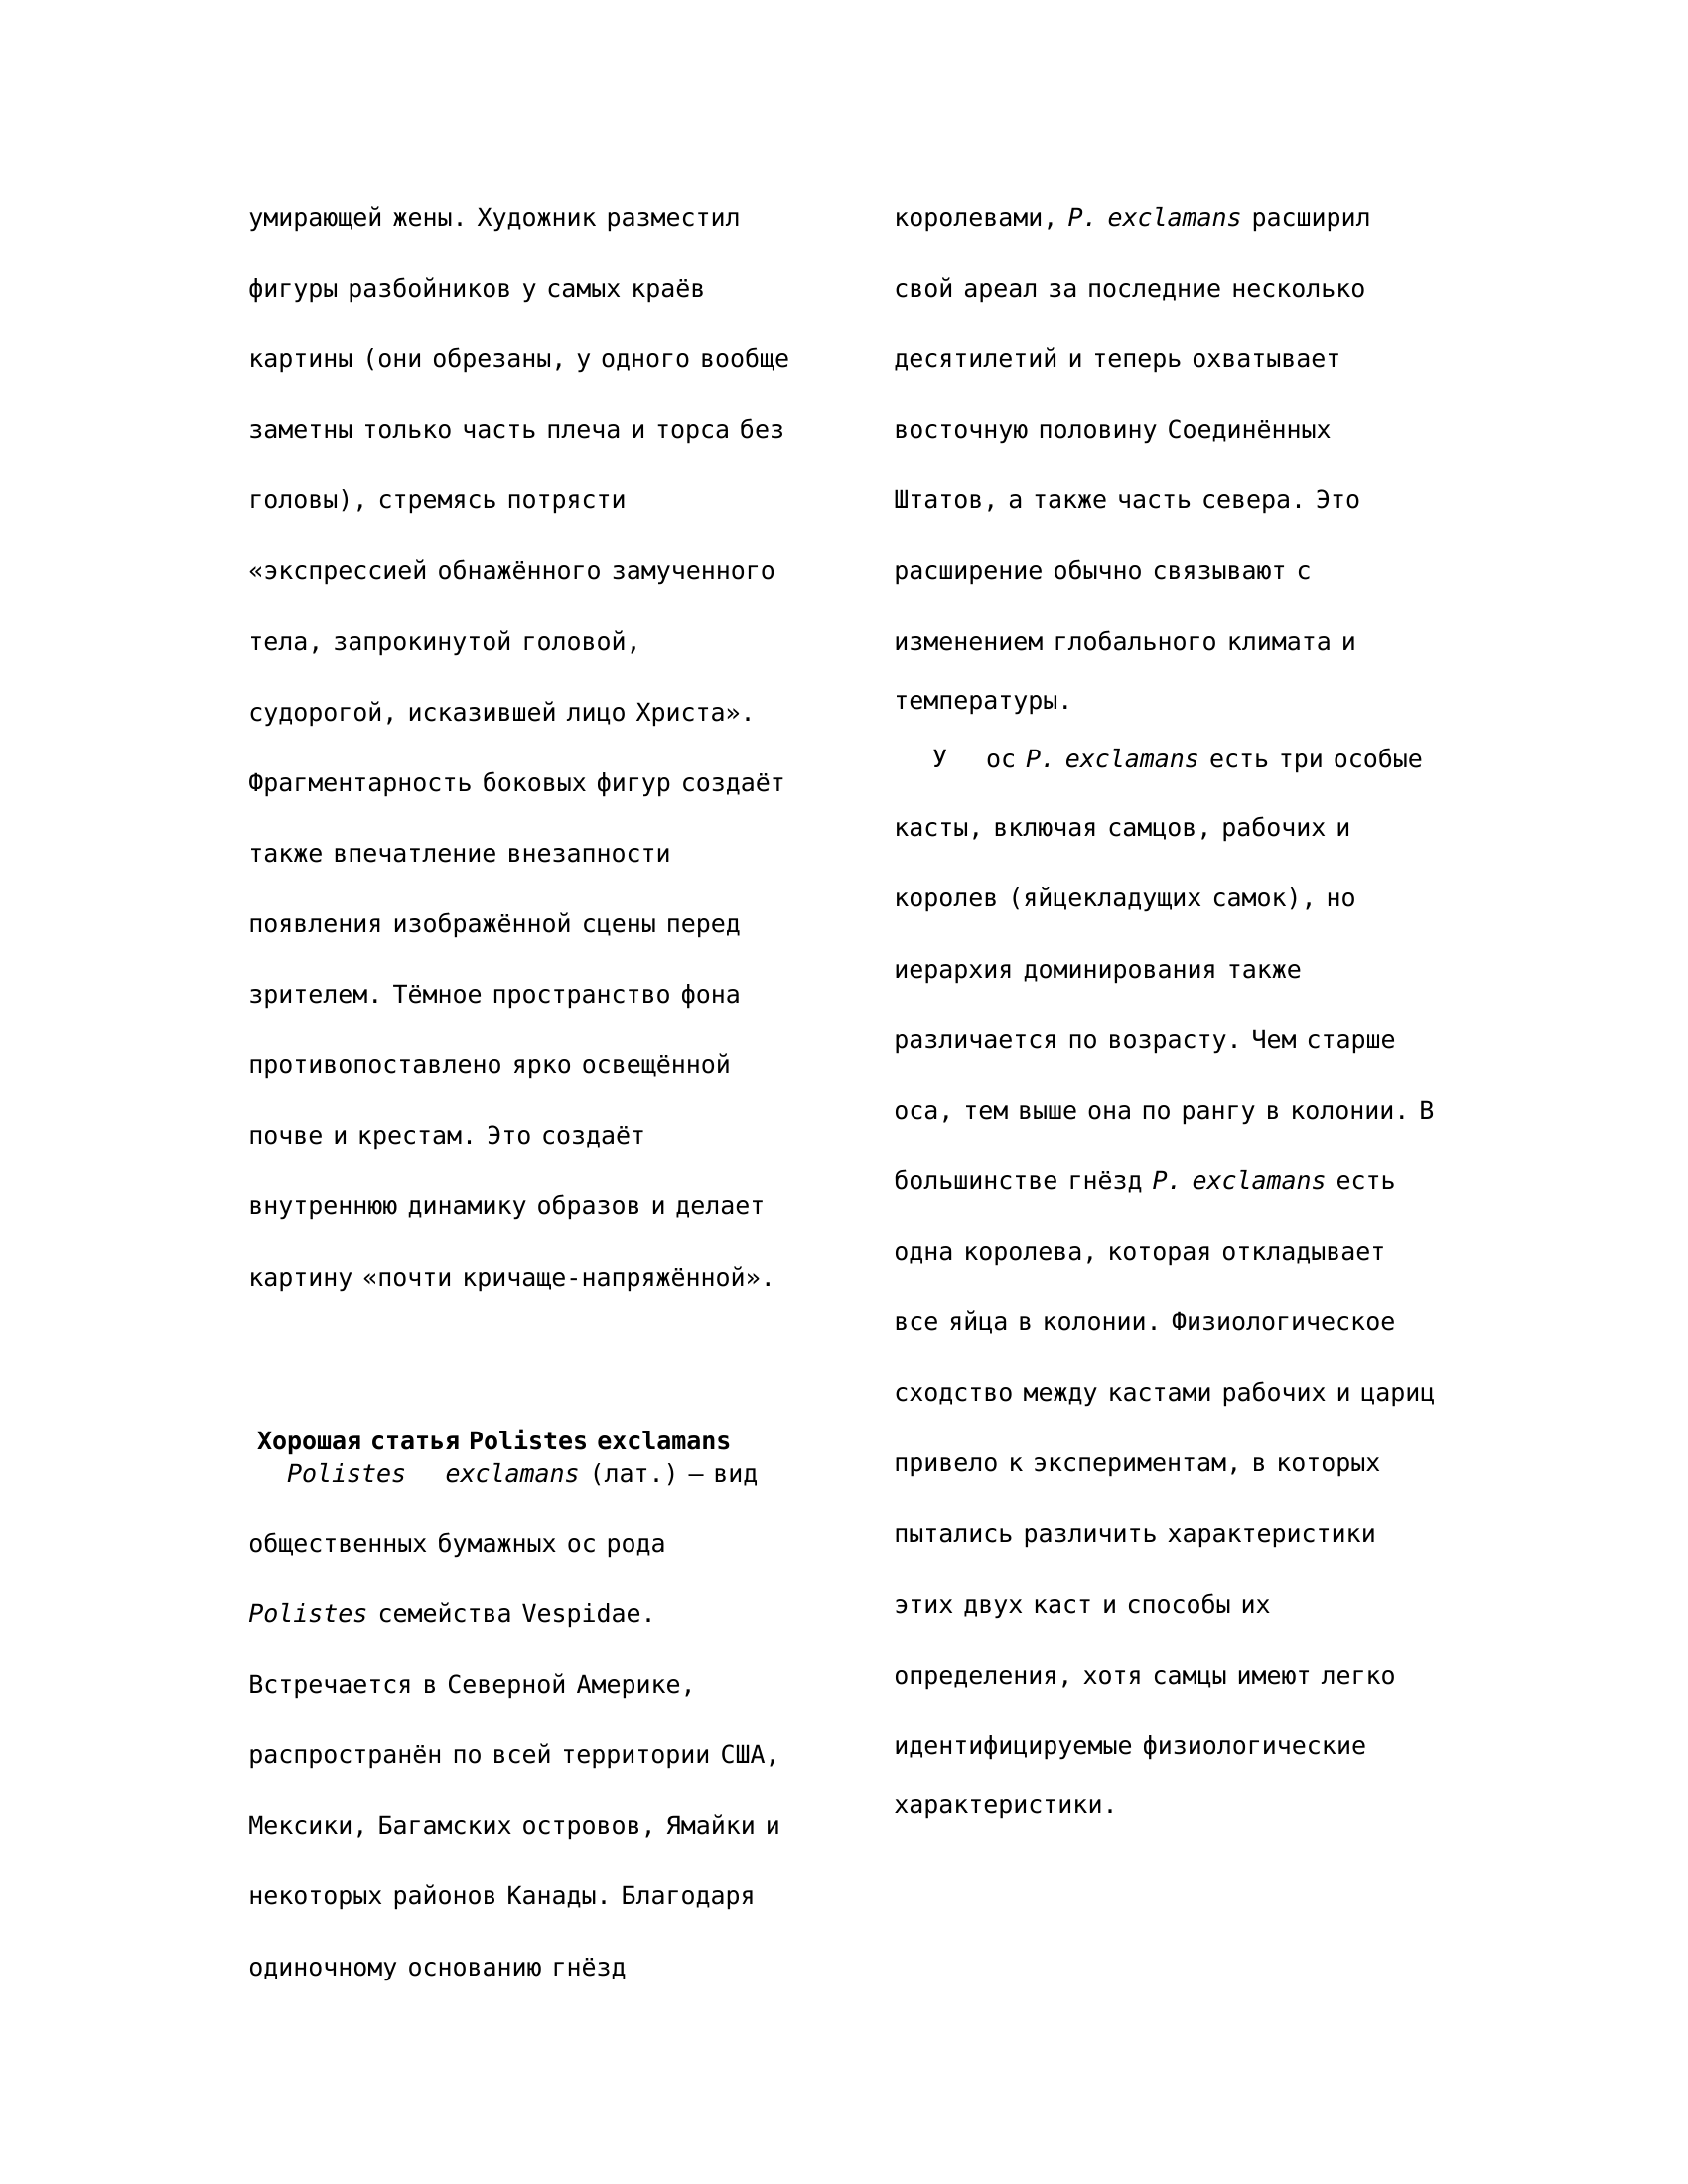 умирающей жены. Художник разместил
фигуры разбойников у самых краёв
картины (они обрезаны, у одного вообще
заметны только часть плеча и торса без
головы), стремясь потрясти
«экспрессией обнажённого замученного
тела, запрокинутой головой,
судорогой, исказившей лицо Христа».
Фрагментарность боковых фигур создаёт
также впечатление внезапности
появления изображённой сцены перед
зрителем. Тёмное пространство фона
противопоставлено ярко освещённой
почве и крестам. Это создаёт
внутреннюю динамику образов и делает
картину «почти кричаще-напряжённой».
Хорошая статья Polistes exclamans
Polistes exclamans (лат.) — вид
общественных бумажных ос рода
Polistes семейства Vespidae.
Встречается в Северной Америке,
распространён по всей территории США,
Мексики, Багамских островов, Ямайки и
некоторых районов Канады. Благодаря
одиночному основанию гнёзд
королевами, P. exclamans расширил
свой ареал за последние несколько
десятилетий и теперь охватывает
восточную половину Соединённых
Штатов, а также часть севера. Это
расширение обычно связывают с
изменением глобального климата и
температуры.
У ос P. exclamans есть три особые
касты, включая самцов, рабочих и
королев (яйцекладущих самок), но
иерархия доминирования также
различается по возрасту. Чем старше
оса, тем выше она по рангу в колонии. В
большинстве гнёзд P. exclamans есть
одна королева, которая откладывает
все яйца в колонии. Физиологическое
сходство между кастами рабочих и цариц
привело к экспериментам, в которых
пытались различить характеристики
этих двух каст и способы их
определения, хотя самцы имеют легко
идентифицируемые физиологические
характеристики.